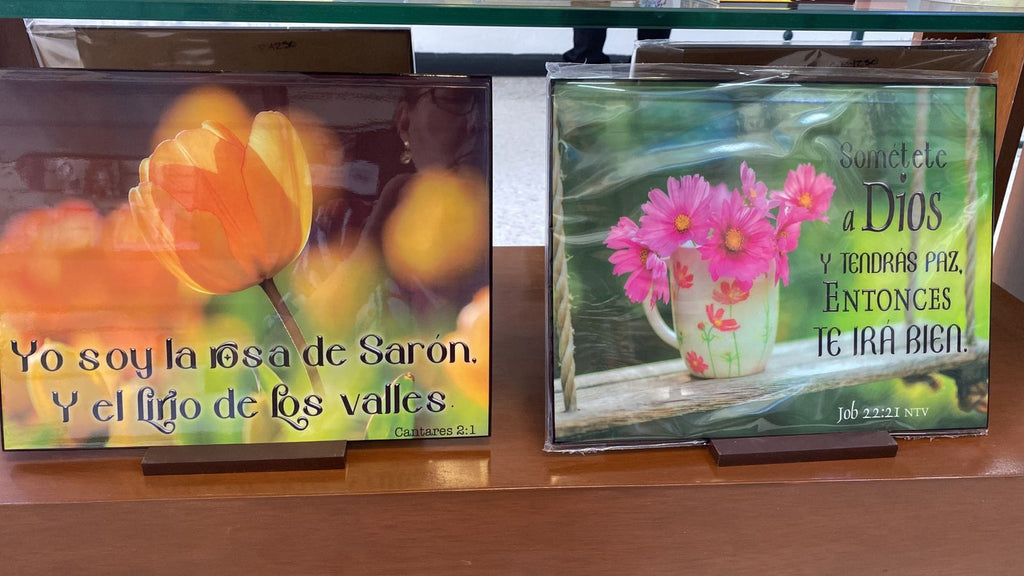 Yo soy la rosa de Sarón,
Y el lirio de los valles.
Cantares 2:1
Sométete
a Dios
Y TENDRÁS PAZ,
ENTONCES
TE IRÁ BIEN.
Job 22:21 NTV